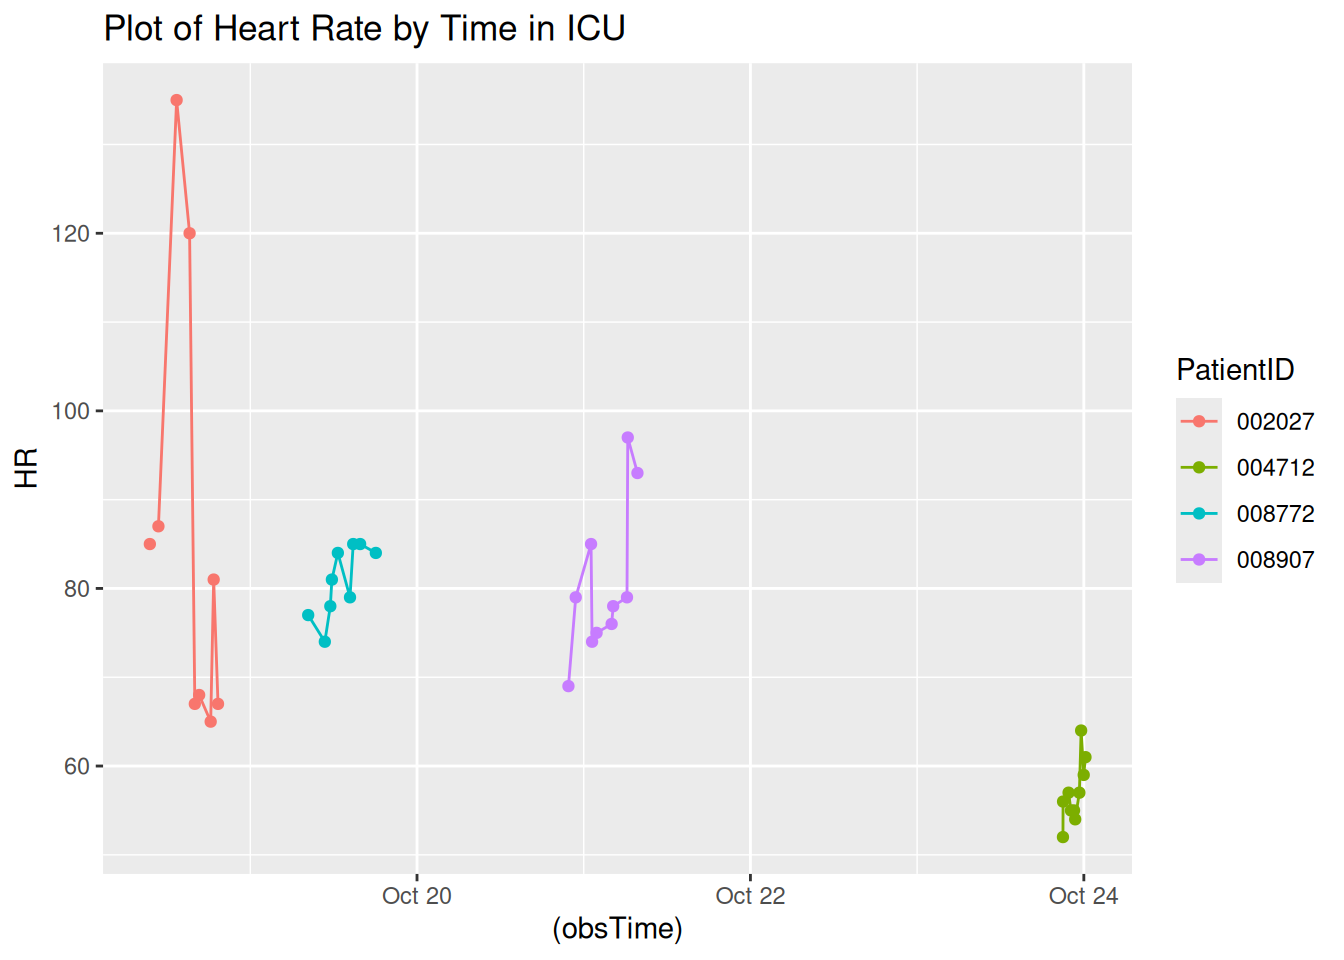 Plot of Heart Rate by Time in ICU
HR
120
100
80
60
Oct 20
Oct 22
Oct 24
(obsTime)
PatientID
002027
004712
008772
008907